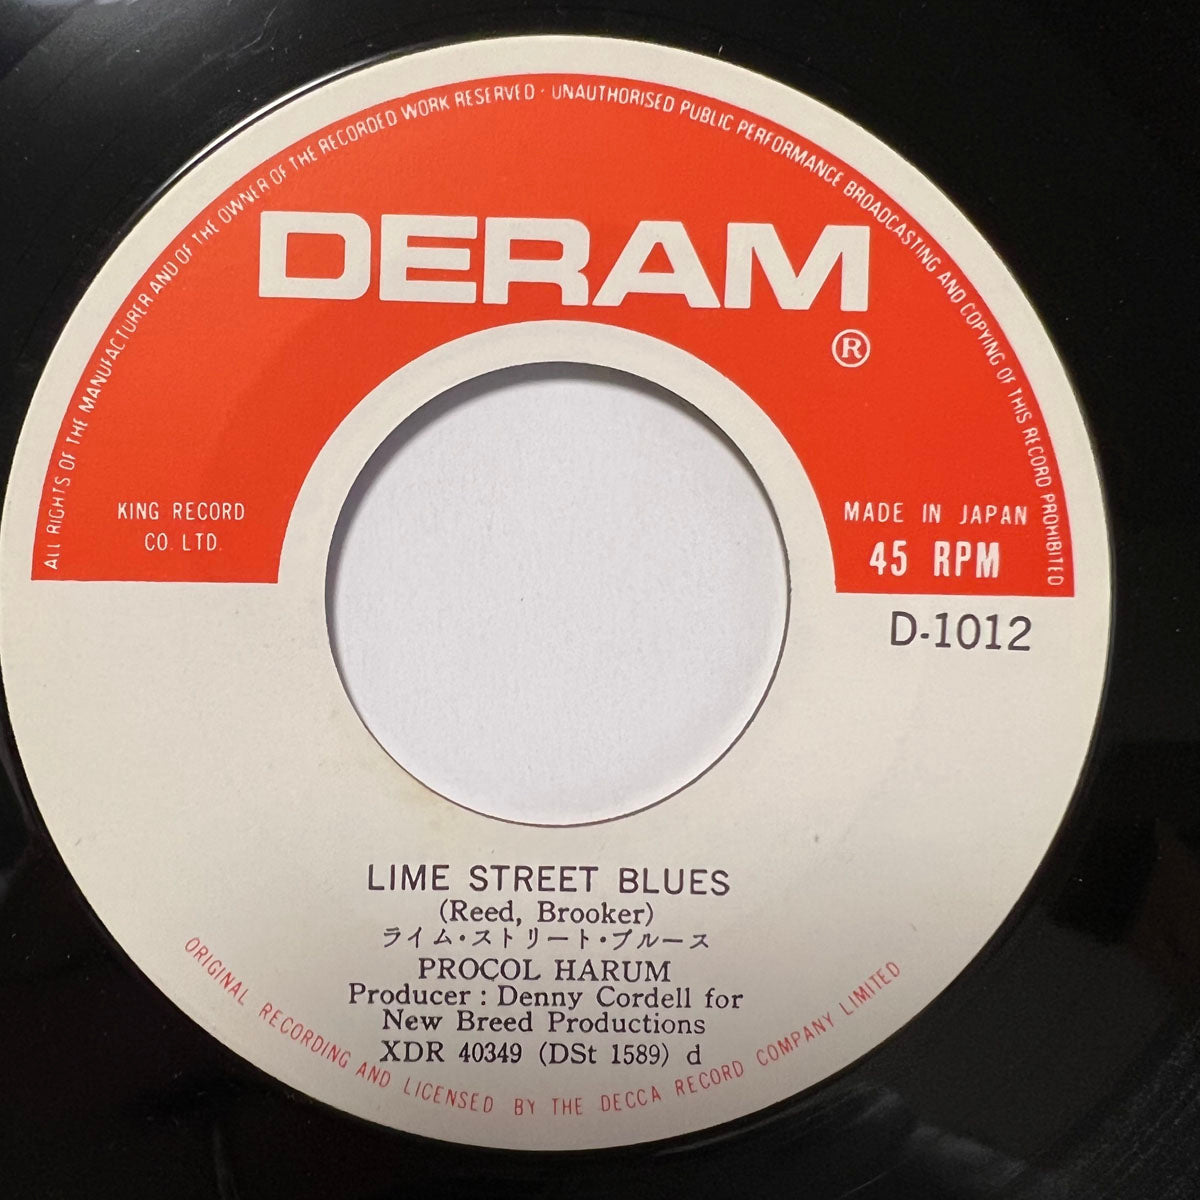 ALL RIGHTS OF THE MANUFACTURER AND OF THE OWNER OF THE RECORDED WORK RESERVED · UNAUTHORISED PUBLIC PERFORMANCE BROADCASTING AND COPYING OF THIS RECORD PROHIBITED
DERAM
®
KING RECORD
CO. LTD.
MADE IN JAPAN
45 RPM
D-1012
LIME STREET BLUES
(Reed, Brooker)
ライム・ストリート・ブルース
PROCOL HARUM
Producer : Denny Cordell for
New Breed Productions
XDR 40349 (DSt 1589) d
ORIGINAL RECORDING AND LICENSED BY THE DECCA RECORD COMPANY LIMITED